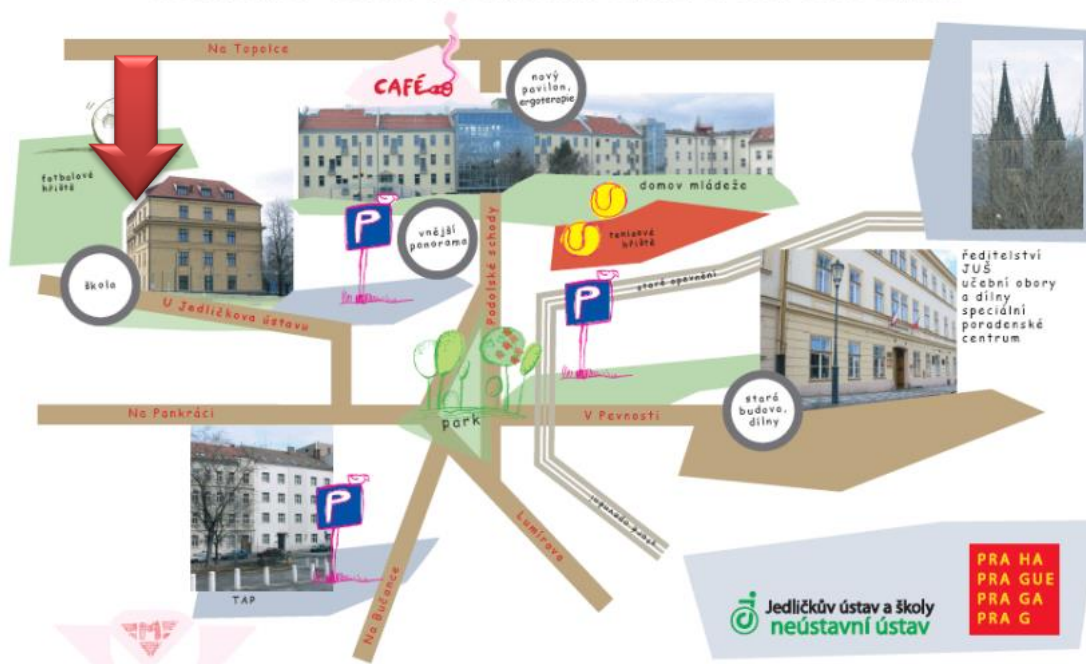 Na Topolce
CAFÉ
nový
pavilon,
ergoterapie
fotbalové
hřiště
domov mládeže
P
vnější
panorama
tenisové
hřiště
škola
U Jedličkova ústavu
Podolské schody
staré opevnění
P
ředitelství
JUŠ
učební obory
a dílny
speciální
poradenské
centrum
Na Pankráci
park
V Pevnosti
stará
budova,
dílny
P
Lumírova
Na Bučance
TAP
M
Jedličkův ústav a školy
neústavní ústav
PRA HA
PRA GUE
PRA GA
PRA G